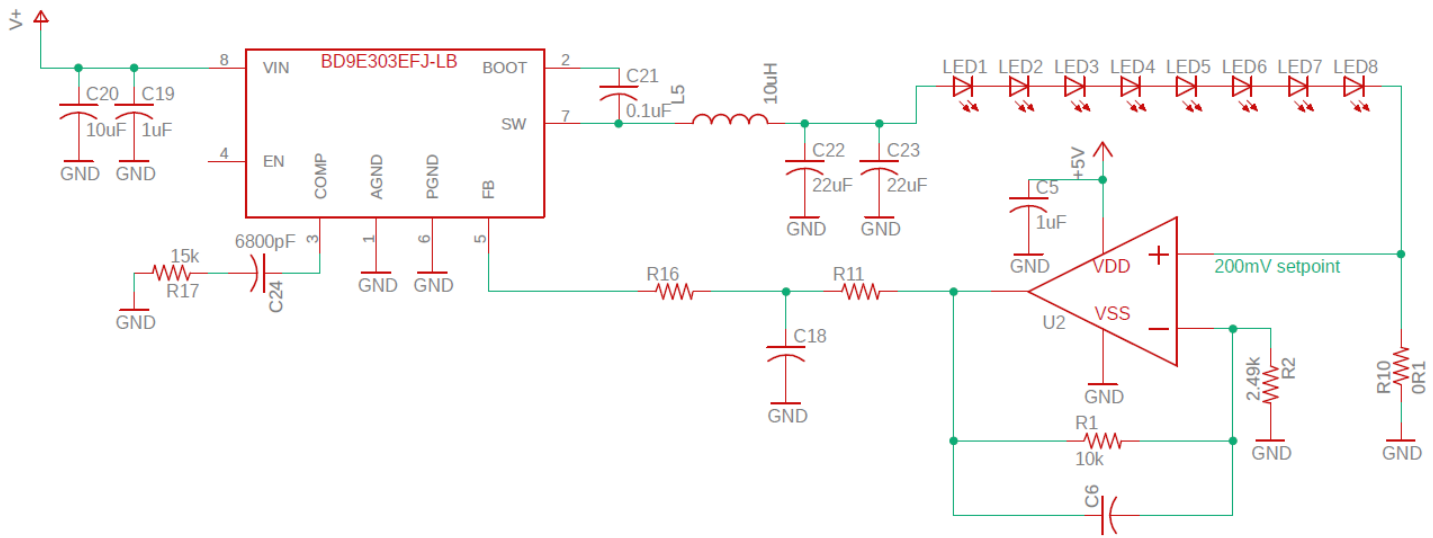 V+
BD9E303EFJ-LB
8
VIN
BOOT
2
C21
0.1uF
L5
10uH
LED1
LED2
LED3
LED4
LED5
LED6
LED7
LED8
C20
10uF
C19
1uF
SW
7
GND
GND
4
EN
COMP
AGND
PGND
FB
3
1
6
5
C22
22uF
C23
22uF
GND
GND
+5V
C5
1uF
GND
VDD
+
200mV setpoint
VSS
−
U2
GND
6800pF
C24
15k
R17
GND
GND
GND
R16
R11
C18
GND
2.49k
R2
GND
R10
0R1
GND
R1
10k
C6